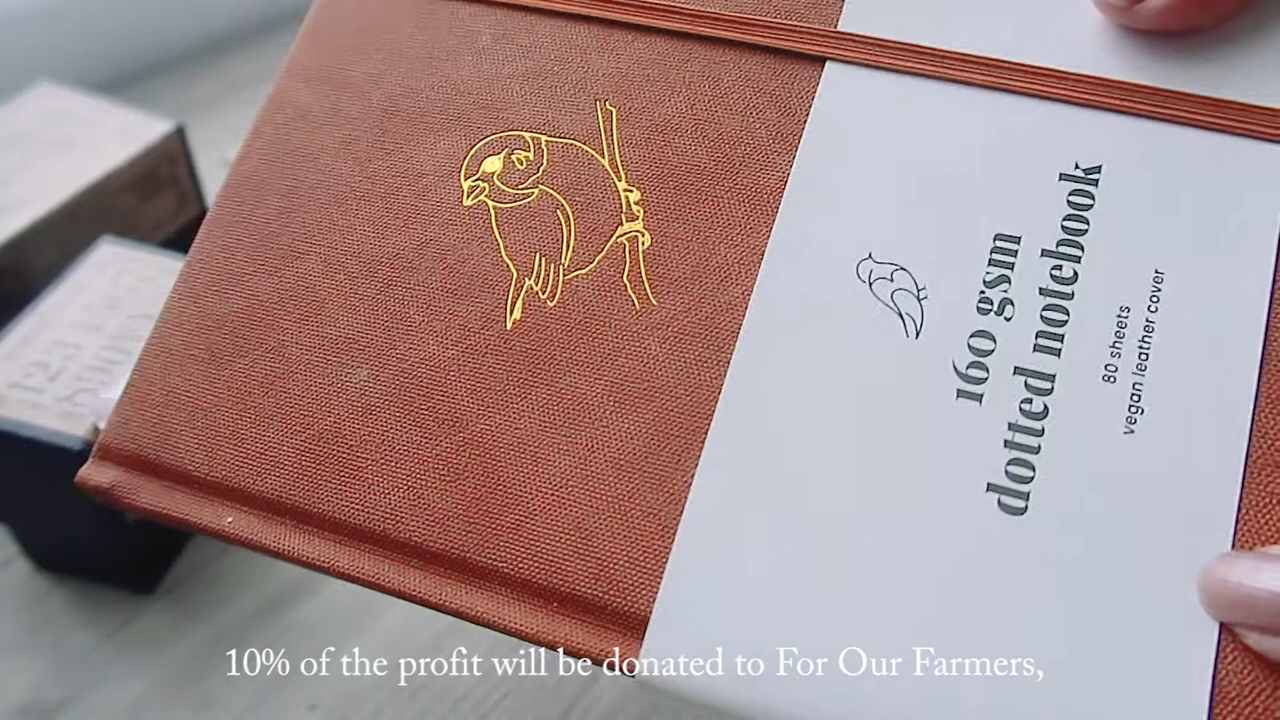 160 gsm
dotted notebook
80 sheets
vegan leather cover
10% of the profit will be donated to For Our Farmers,